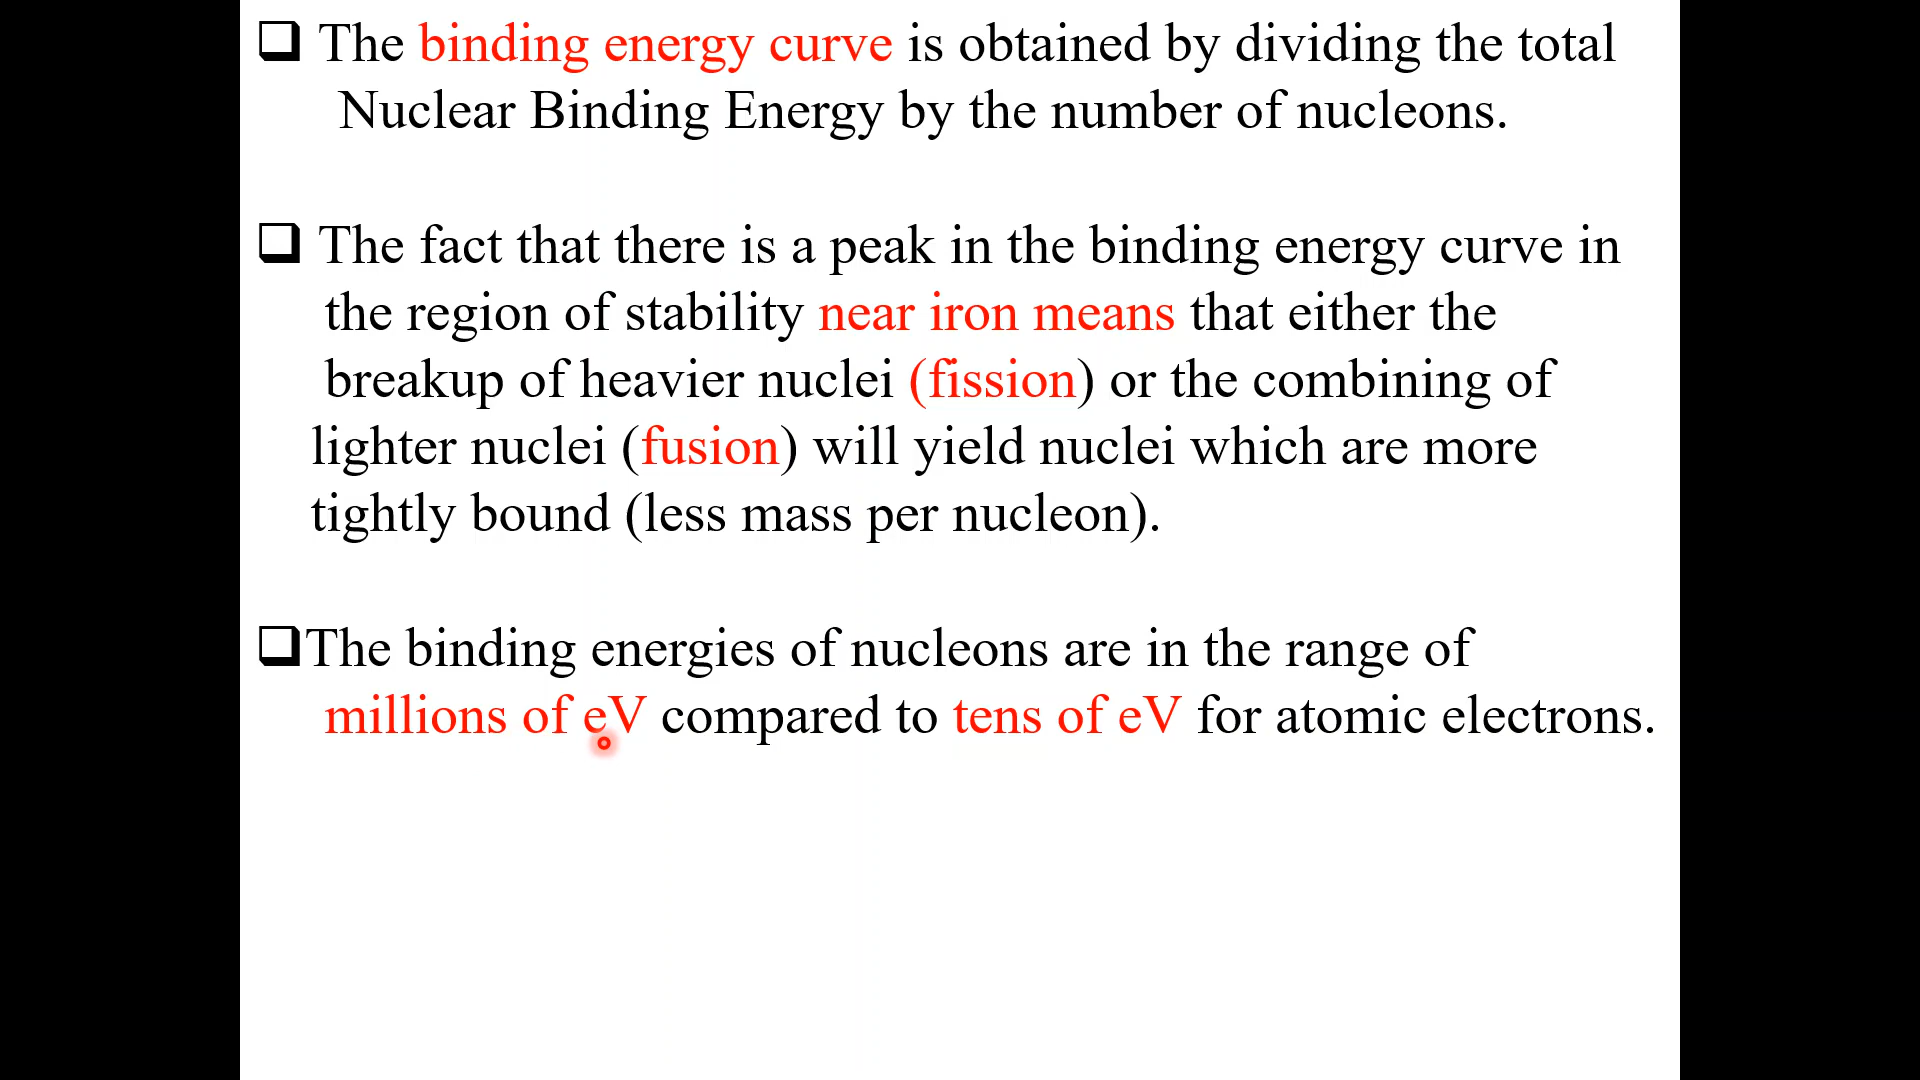 The binding energy curve is obtained by dividing the total
Nuclear Binding Energy by the number of nucleons.
The fact that there is a peak in the binding energy curve in
the region of stability near iron means that either the
breakup of heavier nuclei (fission) or the combining of
lighter nuclei (fusion) will yield nuclei which are more
tightly bound (less mass per nucleon).
The binding energies of nucleons are in the range of
millions of eV compared to tens of eV for atomic electrons.